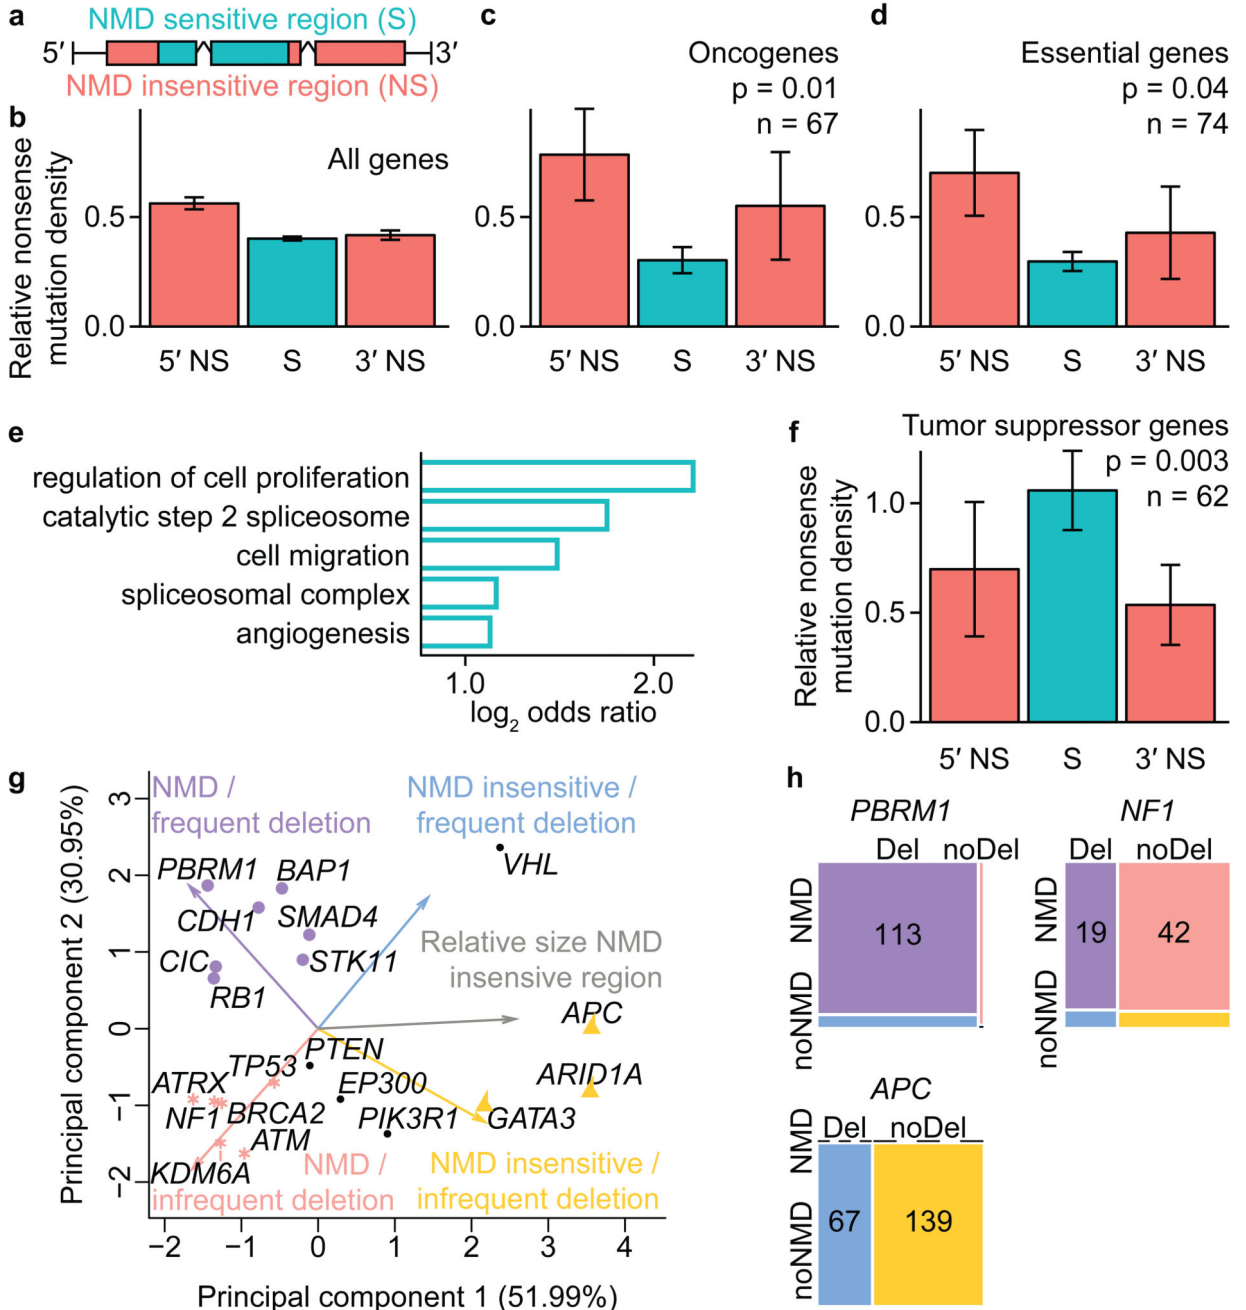 a
NMD sensitive region (S)
5′
3′
NMD insensitive region (NS)
b
Relative nonsense
mutation density
All genes
0.5
0.0
5′ NS
S
3′ NS
c
Oncogenes
p = 0.01
n = 67
0.5
0.0
5′ NS
S
3′ NS
d
Essential genes
p = 0.04
n = 74
0.5
0.0
5′ NS
S
3′ NS
e
regulation of cell proliferation
catalytic step 2 spliceosome
cell migration
spliceosomal complex
angiogenesis
1.0
2.0
log2 odds ratio
f
Tumor suppressor genes
p = 0.003
n = 62
Relative nonsense
mutation density
1.0
0.5
0.0
5′ NS
S
3′ NS
g
Principal component 2 (30.95%)
3
2
1
0
−1
−2
NMD /
frequent deletion
NMD insensitive /
frequent deletion
PBRM1
BAP1
VHL
CDH1
SMAD4
CIC
STK11
RB1
Relative size NMD
insensive region
APC
PTEN
TP53
ATRX
EP300
ARID1A
NF1
BRCA2
PIK3R1
GATA3
ATM
KDM6A
NMD /
infrequent deletion
NMD insensitive /
infrequent deletion
−2
−1
0
1
2
3
4
Principal component 1 (51.99%)
h
PBRM1
Del
noDel
NMD
noNMD
113
NF1
Del
noDel
NMD
noNMD
19
42
APC
Del
noDel
NMD
noNMD
67
139